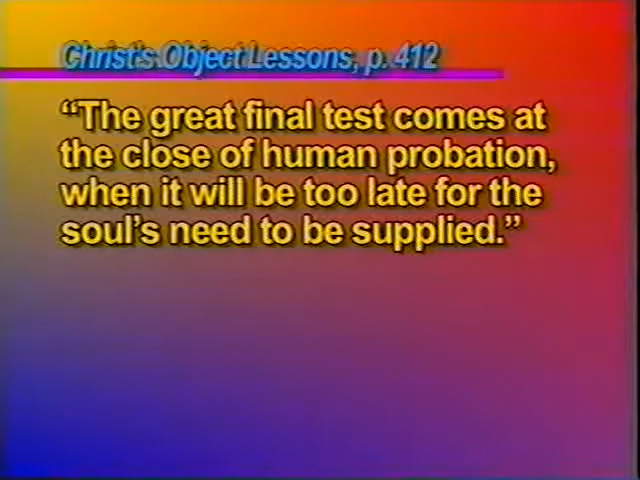 Christ's Object Lessons, p. 412
“The great final test comes at
the close of human probation,
when it will be too late for the
soul’s need to be supplied.”